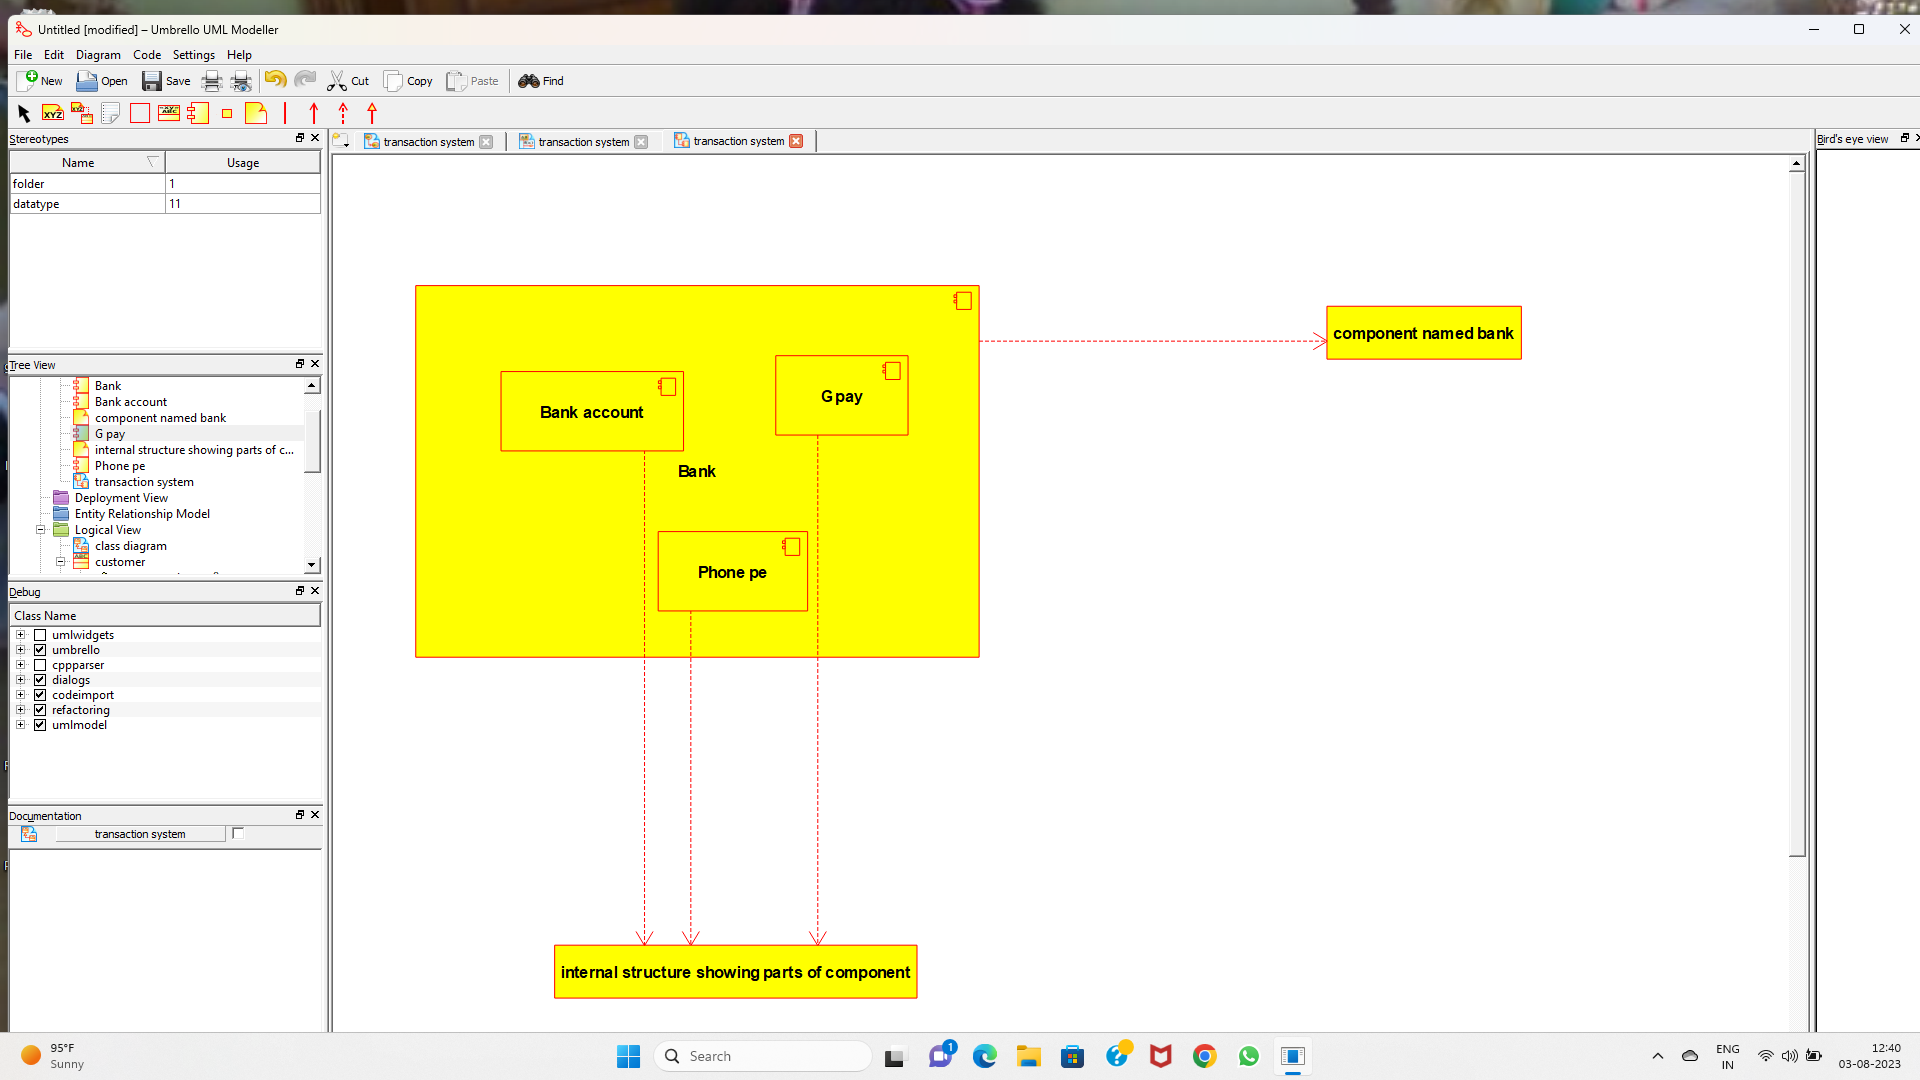 Untitled [modified] – Umbrello UML Modeller
File Edit Diagram Code Settings Help
New Open Save Cut Copy Paste Find
Stereotypes
Name Usage
folder 1
datatype 11
Tree View
Bank
Bank account
component named bank
G pay
internal structure showing parts of c...
Phone pe
transaction system
Deployment View
Entity Relationship Model
Logical View
class diagram
customer
Debug
Class Name
umlwidgets
umbrello
cppparser
dialogs
codeimport
refactoring
umlmodel
Documentation
transaction system
transaction system transaction system transaction system
component named bank
G pay
Bank account
Bank
Phone pe
internal structure showing parts of component
Bird's eye view
95°F
Sunny
Search
1
ENG
IN
12:40
03-08-2023